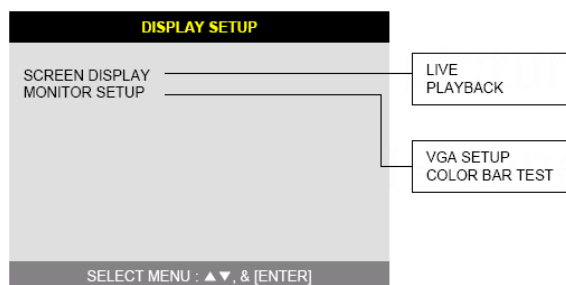 DISPLAY SETUP
SCREEN DISPLAY
MONITOR SETUP
LIVE
PLAYBACK
VGA SETUP
COLOR BAR TEST
SELECT MENU : ▲▼, & [ENTER]